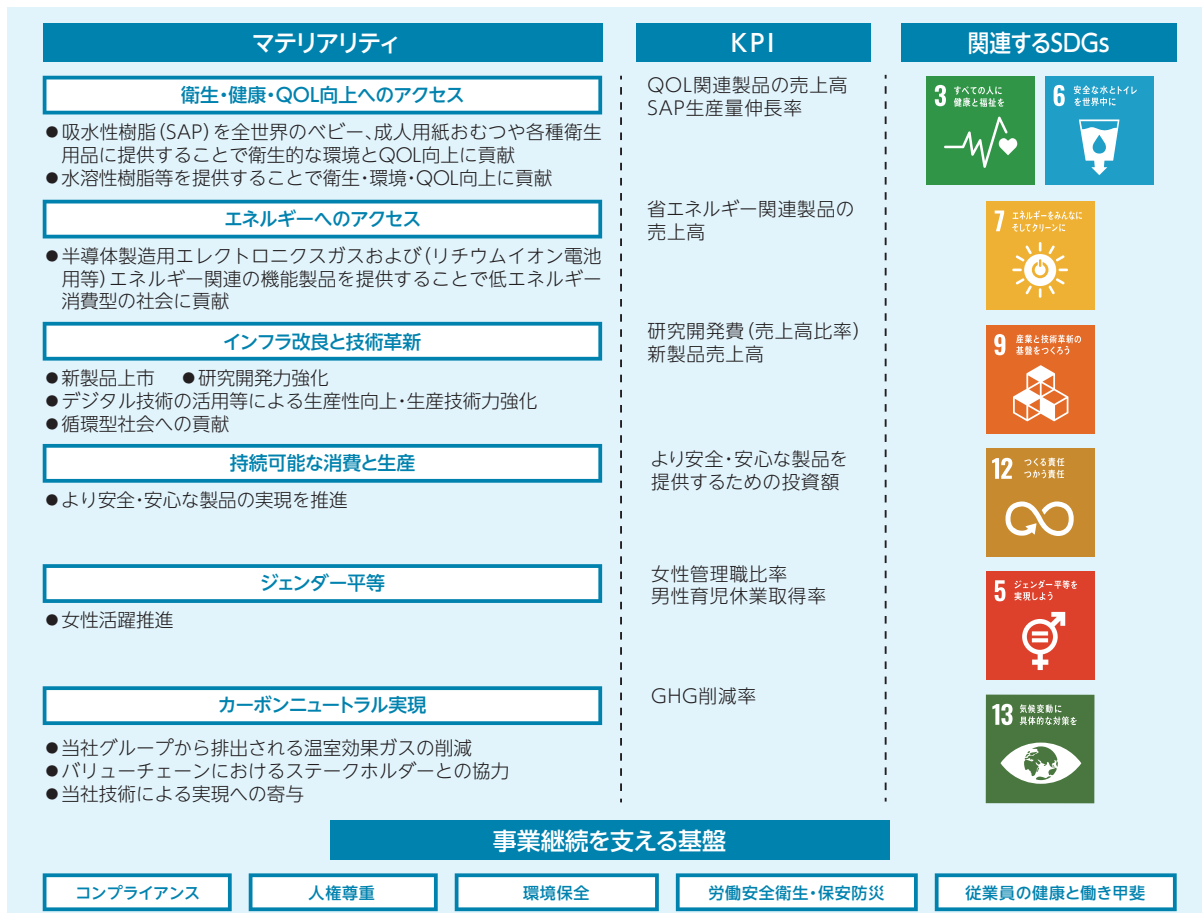 マテリアリティ
KPI
関連するSDGs
衛生・健康・QOL向上へのアクセス
●吸水性樹脂(SAP)を全世界のベビー、成人用紙おむつや各種衛生
用品に提供することで衛生的な環境とQOL向上に貢献
●水溶性樹脂等を提供することで衛生・環境・QOL向上に貢献
QOL関連製品の売上高
SAP生産量伸長率
3 すべての人に
健康と福祉を
6 安全な水とトイレ
を世界中に
エネルギーへのアクセス
●半導体製造用エレクトロニクスガスおよび(リチウムイオン電池
用等)エネルギー関連の機能製品を提供することで低エネルギー
消費型の社会に貢献
省エネルギー関連製品の
売上高
7 エネルギーをみんなに
そしてクリーンに
インフラ改良と技術革新
●新製品上市 ●研究開発力強化
●デジタル技術の活用等による生産性向上・生産技術力強化
●循環型社会への貢献
研究開発費(売上高比率)
新製品売上高
9 産業と技術革新の
基盤をつくろう
持続可能な消費と生産
●より安全・安心な製品の実現を推進
より安全・安心な製品を
提供するための投資額
12 つくる責任
つかう責任
ジェンダー平等
●女性活躍推進
女性管理職比率
男性育児休業取得率
5 ジェンダー平等を
実現しよう
カーボンニュートラル実現
●当社グループから排出される温室効果ガスの削減
●バリューチェーンにおけるステークホルダーとの協力
●当社技術による実現への寄与
GHG削減率
13 気候変動に
具体的な対策を
事業継続を支える基盤
コンプライアンス
人権尊重
環境保全
労働安全衛生・保安防災
従業員の健康と働き甲斐